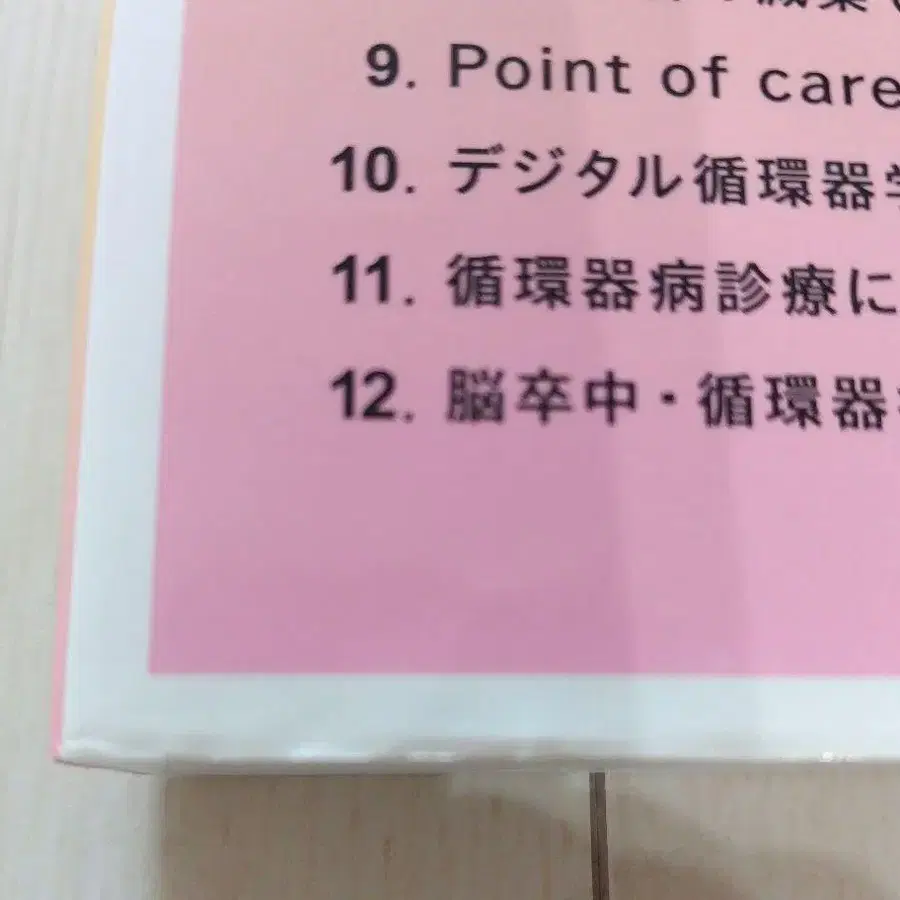 9. Point of care
10. デジタル循環器学
11. 循環器病診療に
12. 脳卒中・循環器